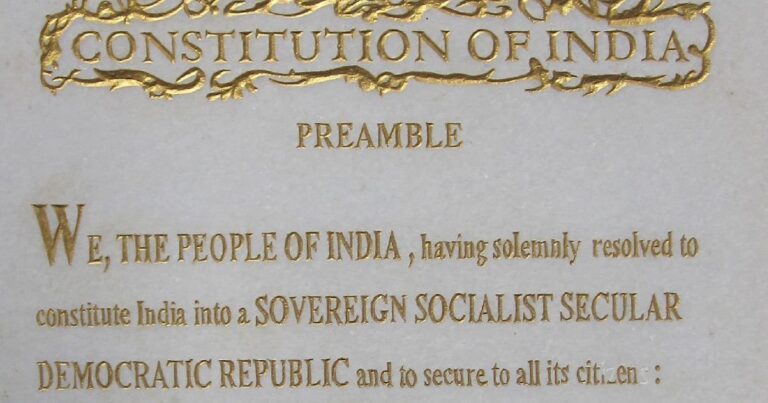 CONSTITUTION OF INDIA
PREAMBLE
WE, THE PEOPLE OF INDIA, having solemnly resolved to
constitute India into a SOVEREIGN SOCIALIST SECULAR
DEMOCRATIC REPUBLIC and to secure to all its :